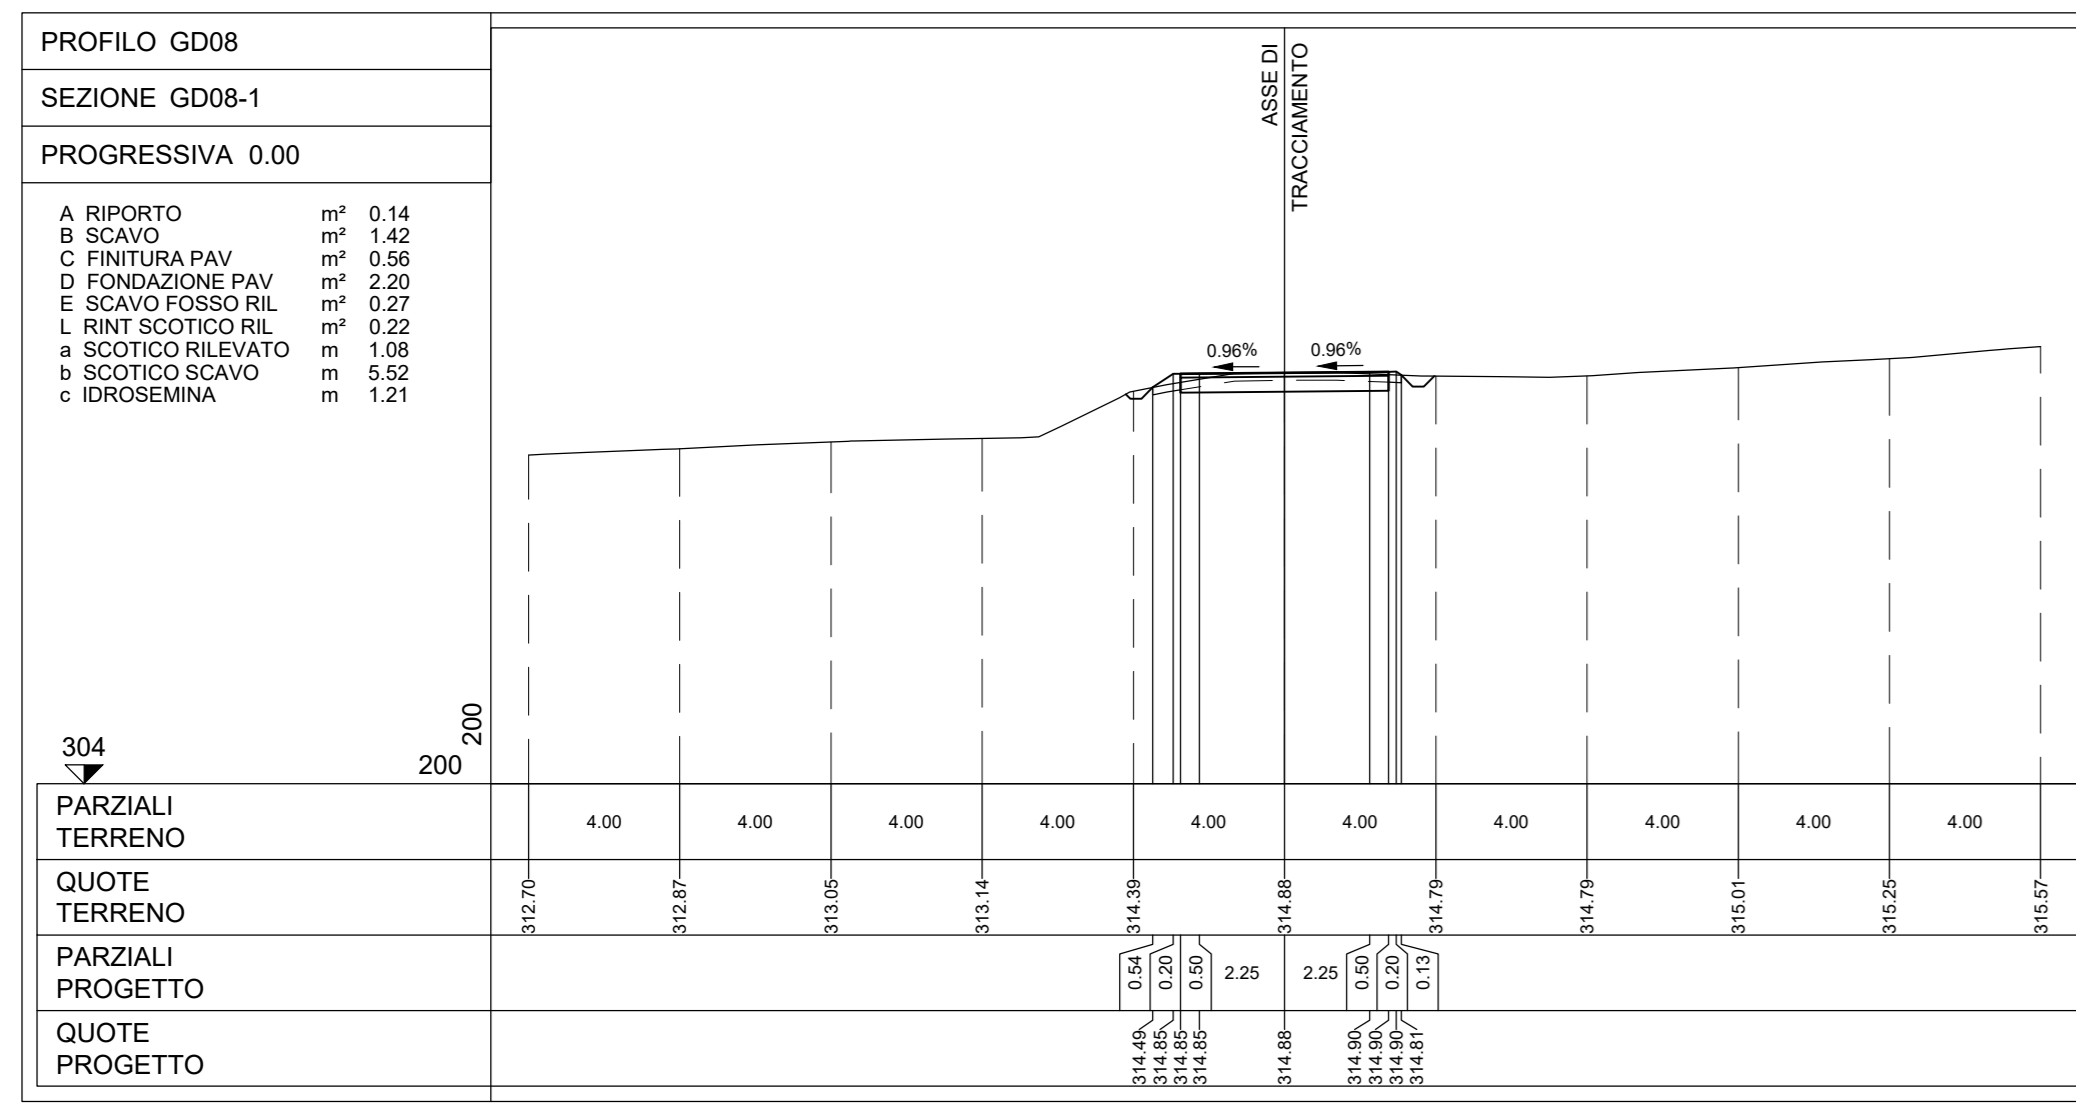 PROFILO GD08
SEZIONE GD08-1
PROGRESSIVA 0.00
A RIPORTO m² 0.14
B SCAVO m² 1.42
C FINITURA PAV m² 0.56
D FONDAZIONE PAV m² 2.20
E SCAVO FOSSO RIL m² 0.27
L RINT SCOTICO RIL m² 0.22
a SCOTICO RILEVATO m 1.08
b SCOTICO SCAVO m 5.52
c IDROSEMINA m 1.21
ASSE DI
TRACCIAMENTO
0.96% 0.96%
304
200
200
PARZIALI
TERRENO
4.00 4.00 4.00 4.00 4.00 4.00 4.00 4.00 4.00 4.00
QUOTE
TERRENO
312.70 312.87 313.05 313.14 314.39 314.88 314.79 314.79 315.01 315.25 315.57
PARZIALI
PROGETTO
0.54 0.20 0.50 2.25 2.25 0.50 0.20 0.13
QUOTE
PROGETTO
314.49 314.85 314.85 314.85 314.88 314.90 314.90 314.90 314.81